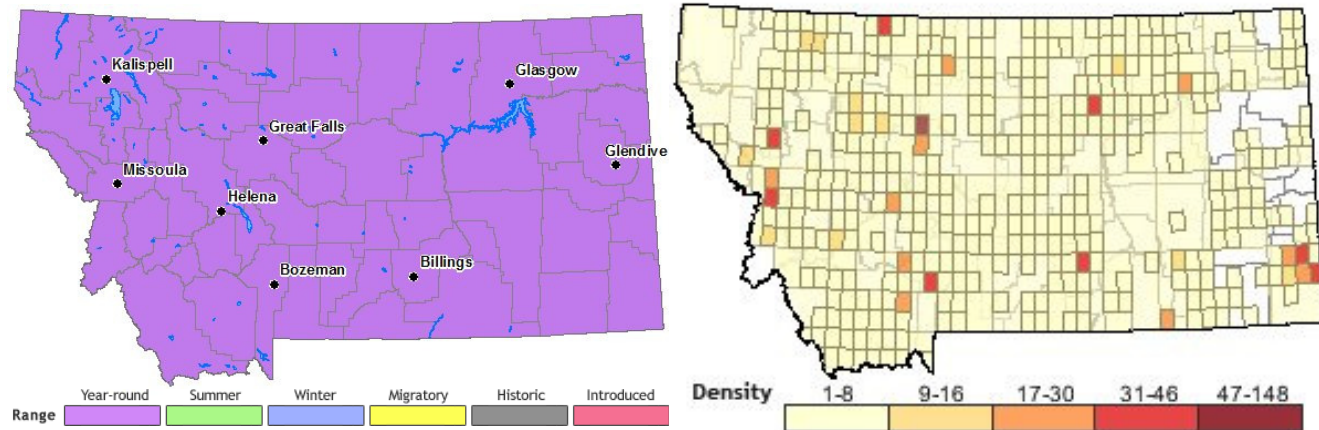 Kalispell
Glasgow
Great Falls
Glendive
Missoula
Helena
Billings
Bozeman
Range Year-round Summer Winter Migratory Historic Introduced
Density 1-8 9-16 17-30 31-46 47-148